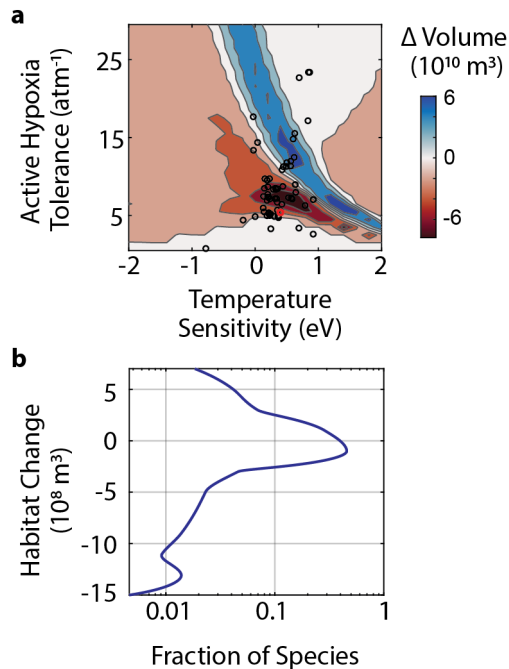 a
Active Hypoxia
Tolerance (atm⁻¹)
25
15
5
-2
-1
0
1
2
Temperature
Sensitivity (eV)
Δ Volume
(10¹⁰ m³)
6
0
-6
b
Habitat Change
(10⁸ m³)
5
0
-5
-10
-15
0.01
0.1
1
Fraction of Species